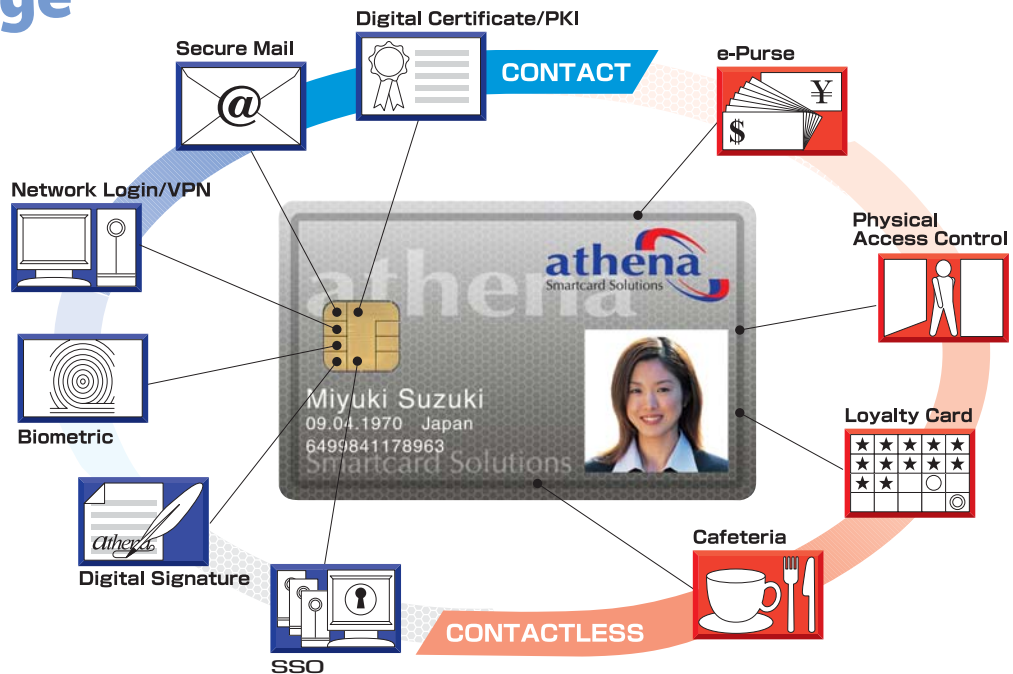 ge
Digital Certificate/PKI
Secure Mail
CONTACT
e-Purse
@
¥
$
Network Login/VPN
Physical
Access Control
athena
athena
Smartcard Solutions
Miyuki Suzuki
09.04.1970 Japan
6499841178963
Smartcard Solutions
Biometric
Loyalty Card
athena
Digital Signature
Cafeteria
CONTACTLESS
SSO